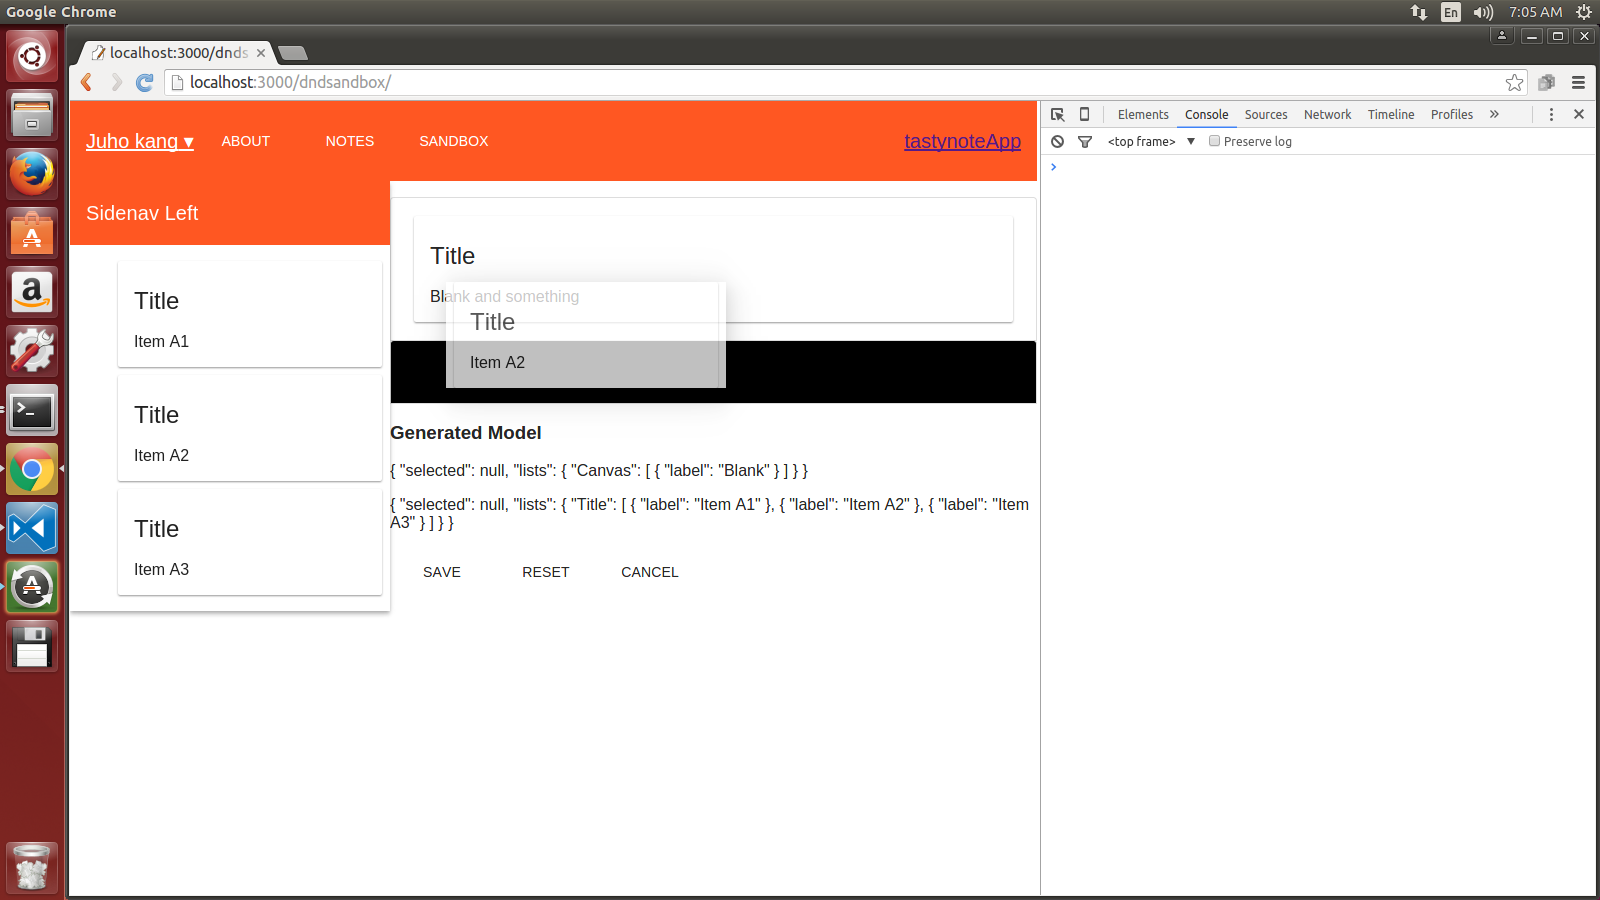 Google Chrome
En
7:05 AM
localhost:3000/dnds
localhost:3000/dndsandbox/
Juho kang ▾
ABOUT
NOTES
SANDBOX
tastynoteApp
Elements
Console
Sources
Network
Timeline
Profiles
»
<top frame>
Preserve log
Sidenav Left
Title
Item A1
Title
Item A2
Title
Item A3
Title
Blank and something
Title
Item A2
Generated Model
{ "selected": null, "lists": { "Canvas": [ { "label": "Blank" } ] } }
{ "selected": null, "lists": { "Title": [ { "label": "Item A1" }, { "label": "Item A2" }, { "label": "Item
A3" } ] } }
SAVE
RESET
CANCEL